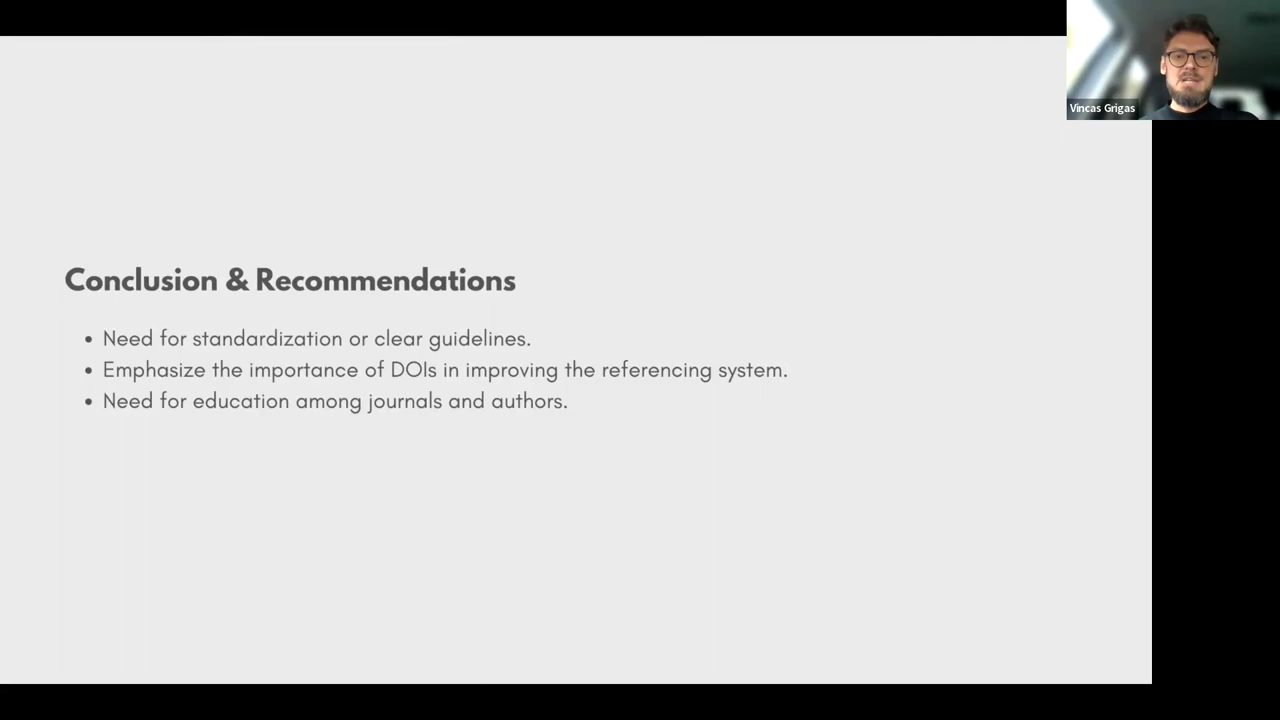 Vincas Grigas
Conclusion & Recommendations
• Need for standardization or clear guidelines.
• Emphasize the importance of DOIs in improving the referencing system.
• Need for education among journals and authors.